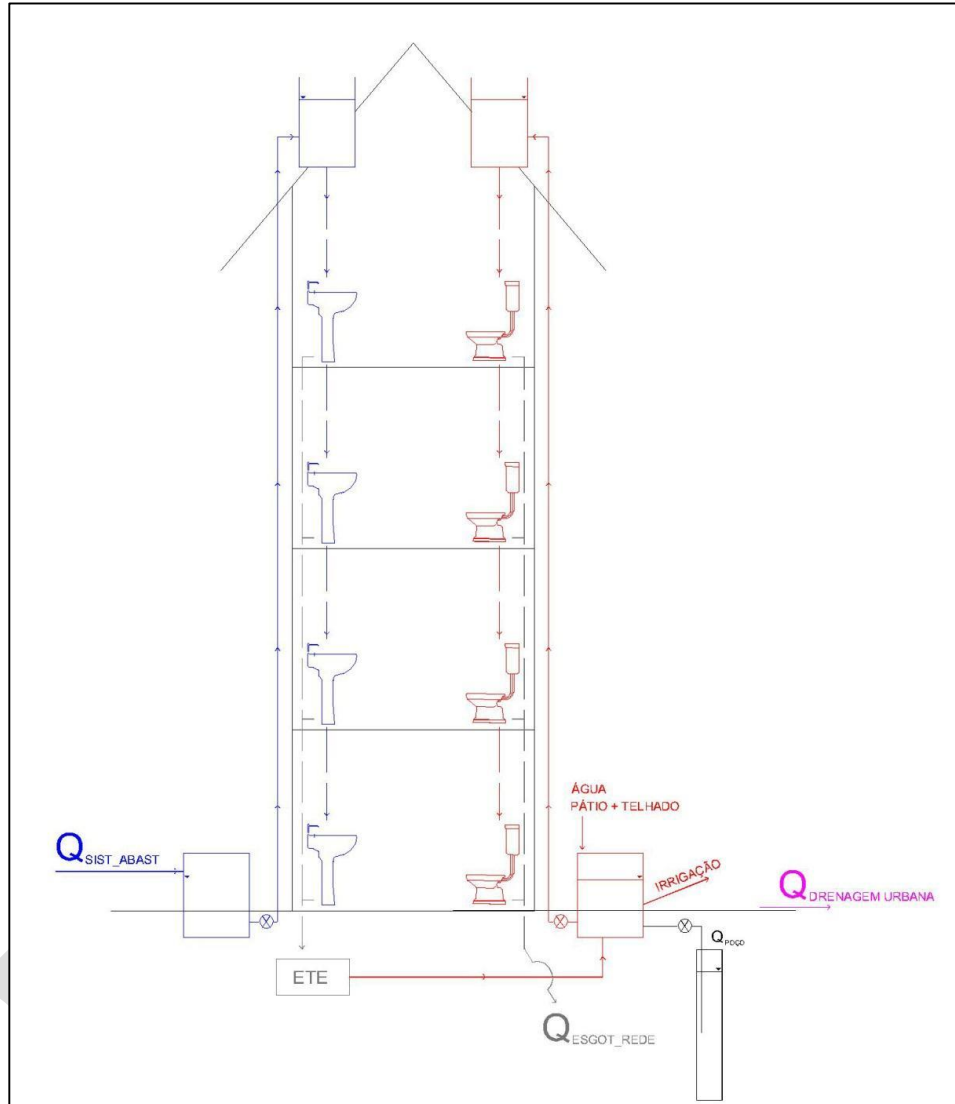 Q SIST_ABAST
ÁGUA
PÁTIO + TELHADO
IRRIGAÇÃO
Q DRENAGEM URBANA
Q POÇO
ETE
Q ESGOT_REDE